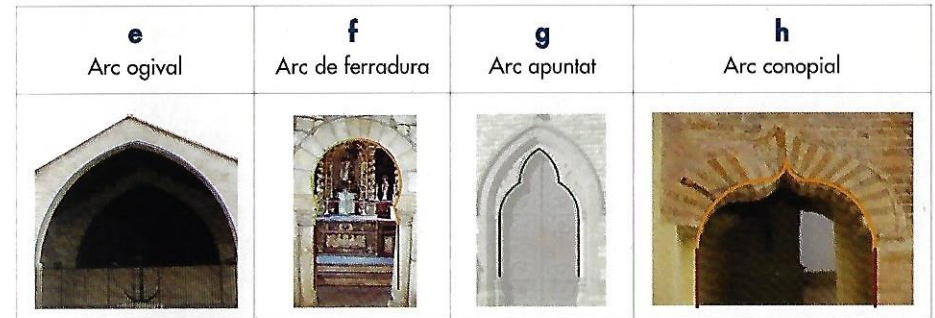 e
Arc ogival
f
Arc de ferradura
g
Arc apuntat
h
Arc conopial